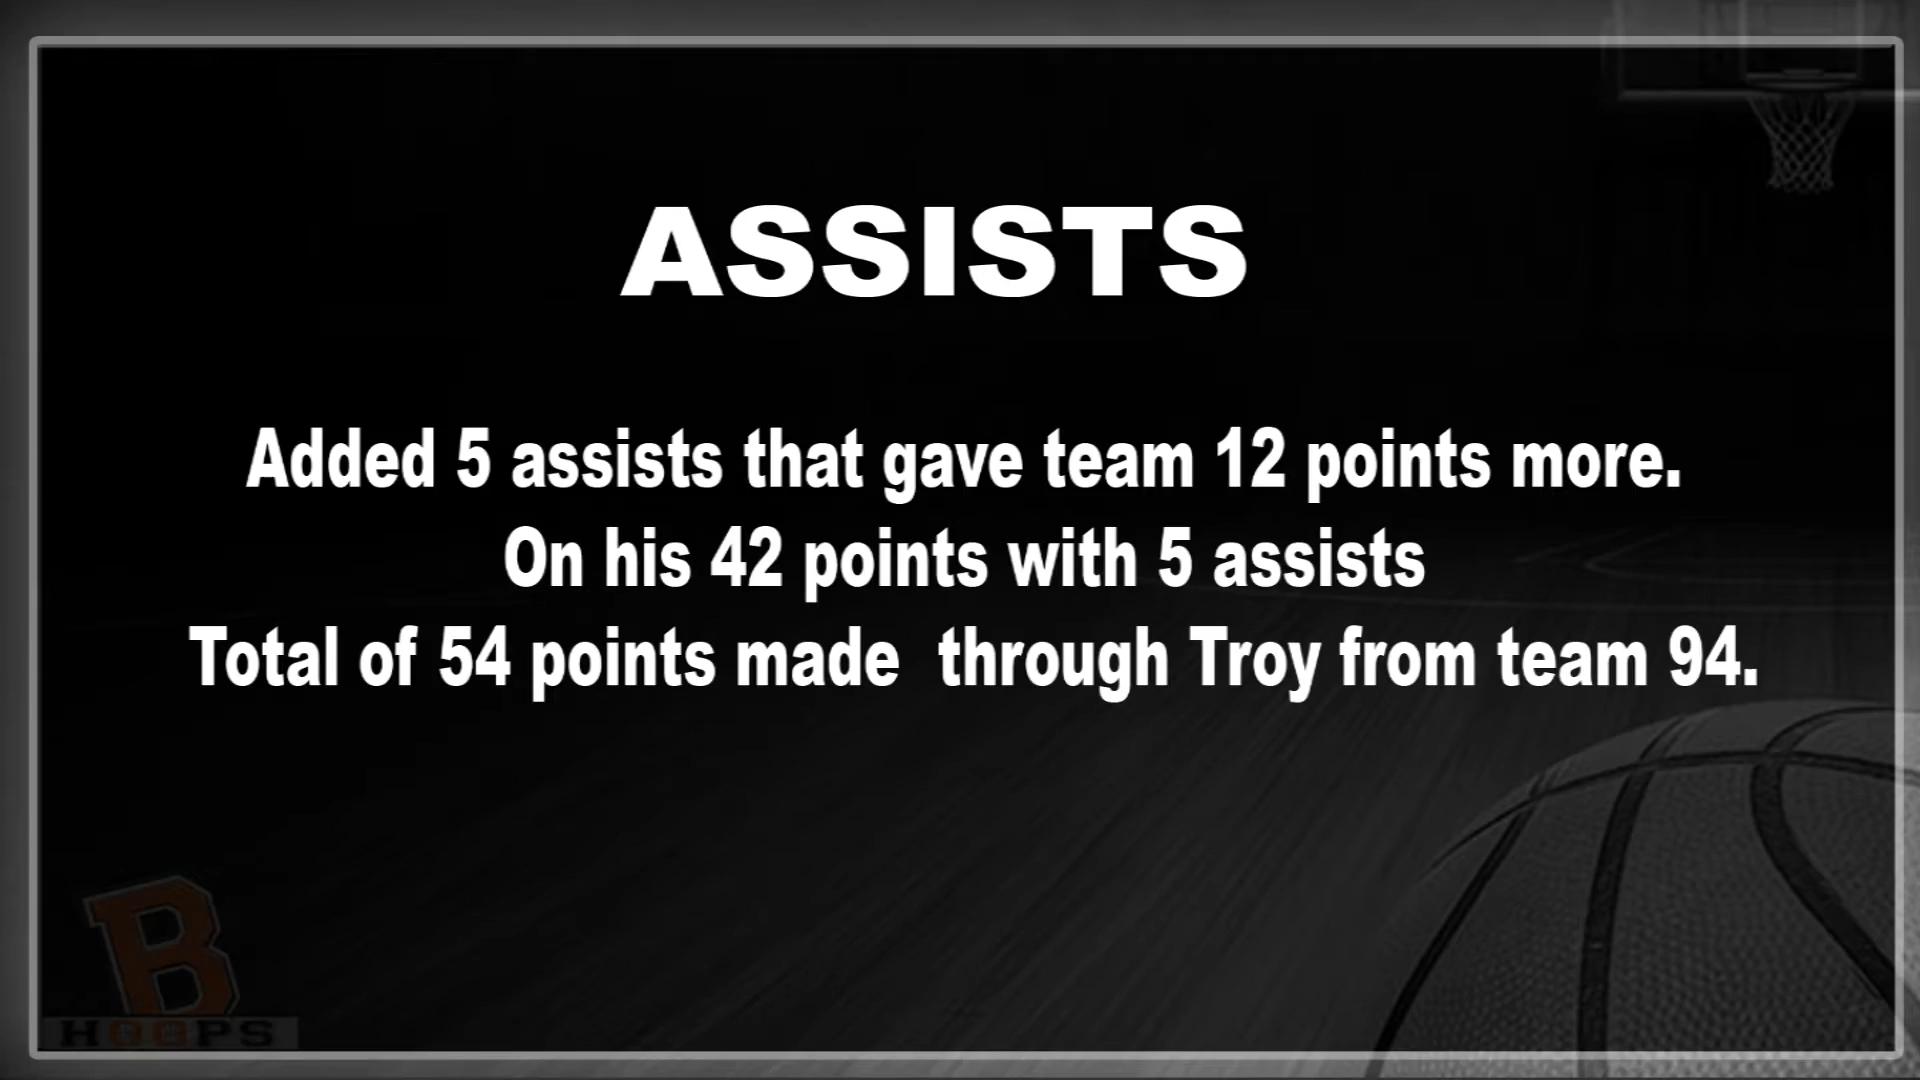 ASSISTS
Added 5 assists that gave team 12 points more.
On his 42 points with 5 assists
Total of 54 points made  through Troy from team 94.
B
HOOPS